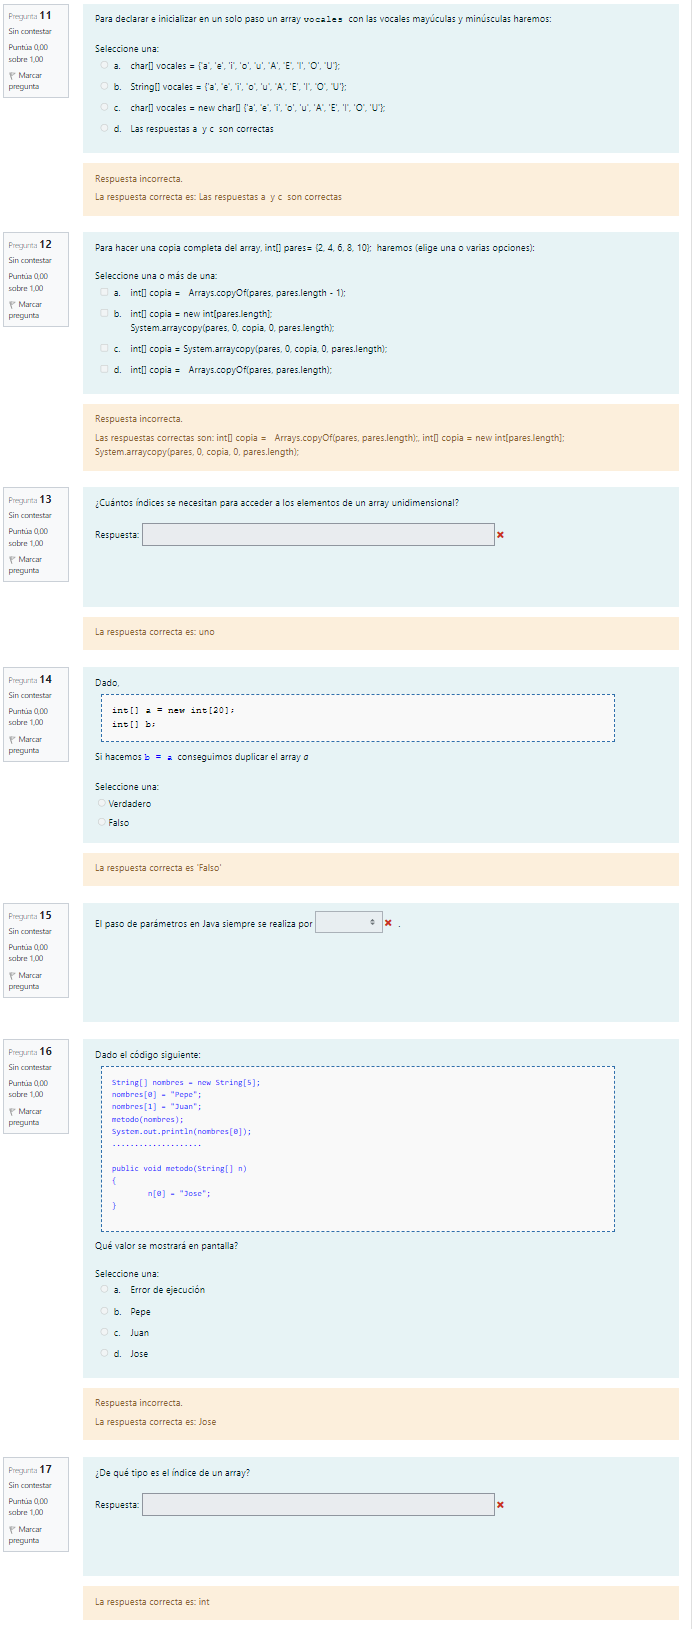 Pregunta 11
Sin contestar
Puntúa 0,00
sobre 1,00
Marcar
pregunta
Para declarar e inicializar en un solo paso un array vocales con las vocales mayúculas y minúsculas haremos:
Seleccione una:
a. char[] vocales = {'a', 'e', 'i', 'o', 'u', 'A', 'E', 'I', 'O', 'U'};
b. String[] vocales = {'a', 'e', 'i', 'o', 'u', 'A', 'E', 'I', 'O', 'U'};
c. char[] vocales = new char[] {'a', 'e', 'i', 'o', 'u', 'A', 'E', 'I', 'O', 'U'};
d. Las respuestas a y c son correctas
Respuesta incorrecta.
La respuesta correcta es: Las respuestas a y c son correctas
Pregunta 12
Sin contestar
Puntúa 0,00
sobre 1,00
Marcar
pregunta
Para hacer una copia completa del array, int[] pares= {2, 4, 6, 8, 10}; haremos (elige una o varias opciones):
Seleccione una o más de una:
a. int[] copia = Arrays.copyOf(pares, pares.length - 1);
b. int[] copia = new int[pares.length];
System.arraycopy(pares, 0, copia, 0, pares.length);
c. int[] copia = System.arraycopy(pares, 0, copia, 0, pares.length);
d. int[] copia = Arrays.copyOf(pares, pares.length);
Respuesta incorrecta.
Las respuestas correctas son: int[] copia = Arrays.copyOf(pares, pares.length);, int[] copia = new int[pares.length];
System.arraycopy(pares, 0, copia, 0, pares.length);
Pregunta 13
Sin contestar
Puntúa 0,00
sobre 1,00
Marcar
pregunta
¿Cuántos índices se necesitan para acceder a los elementos de un array unidimensional?
Respuesta:
La respuesta correcta es: uno
Pregunta 14
Sin contestar
Puntúa 0,00
sobre 1,00
Marcar
pregunta
Dado,
int[] a = new int[20];
int[] b;
Si hacemos b = a conseguimos duplicar el array a
Seleccione una:
Verdadero
Falso
La respuesta correcta es 'Falso'
Pregunta 15
Sin contestar
Puntúa 0,00
sobre 1,00
Marcar
pregunta
El paso de parámetros en Java siempre se realiza por .
Pregunta 16
Sin contestar
Puntúa 0,00
sobre 1,00
Marcar
pregunta
Dado el código siguiente:
String[] nombres = new String[5];
nombres[0] = "Pepe";
nombres[1] = "Juan";
metodo(nombres);
System.out.println(nombres[0]);
....................
public void metodo(String[] n)
{
n[0] = "Jose";
}
Qué valor se mostrará en pantalla?
Seleccione una:
a. Error de ejecución
b. Pepe
c. Juan
d. Jose
Respuesta incorrecta.
La respuesta correcta es: Jose
Pregunta 17
Sin contestar
Puntúa 0,00
sobre 1,00
Marcar
pregunta
¿De qué tipo es el índice de un array?
Respuesta:
La respuesta correcta es: int